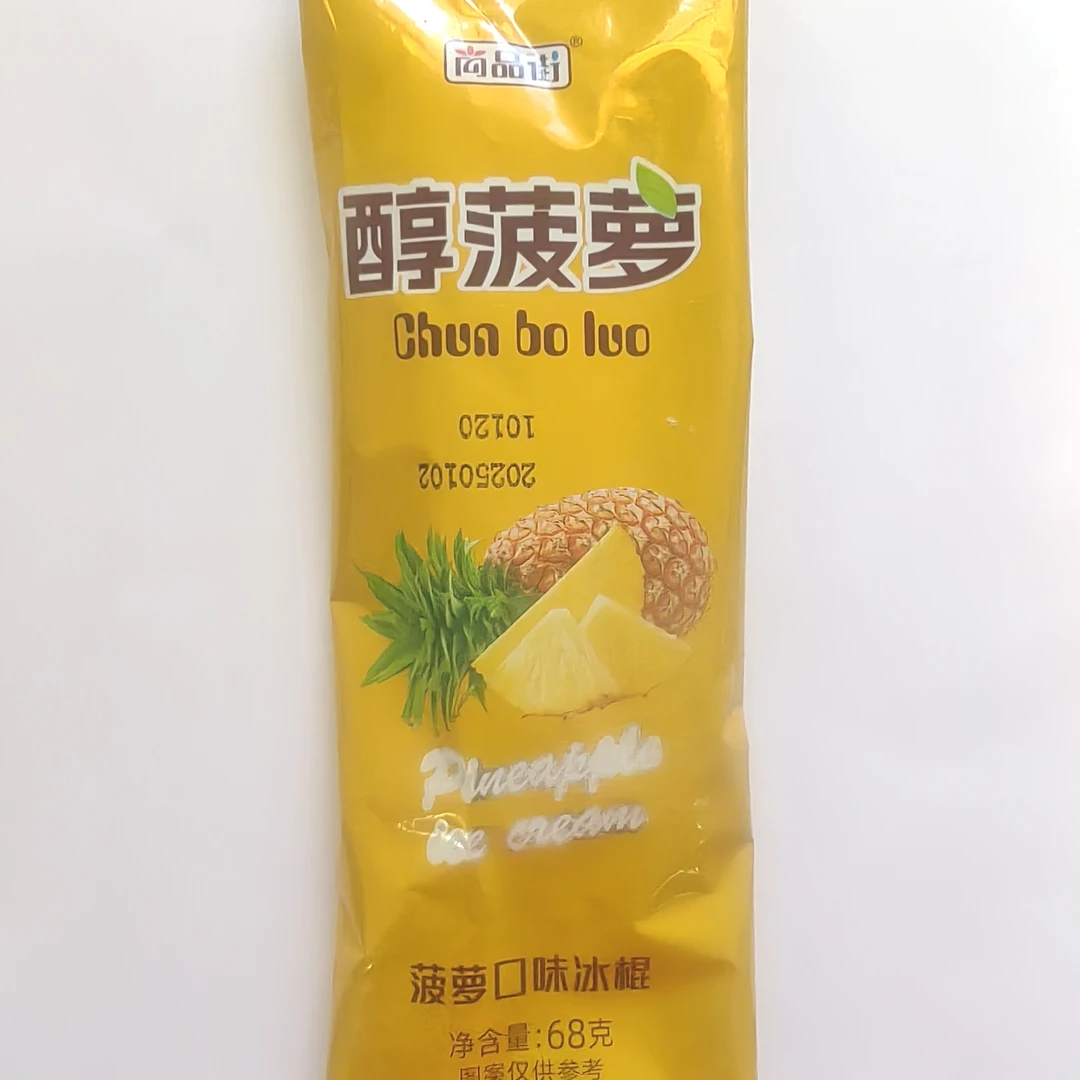 尚品街®
醇菠萝
Chun bo luo
10120
20250102
Pineapple
ice cream
菠萝口味冰棍
净含量:68克
图案仅供参考